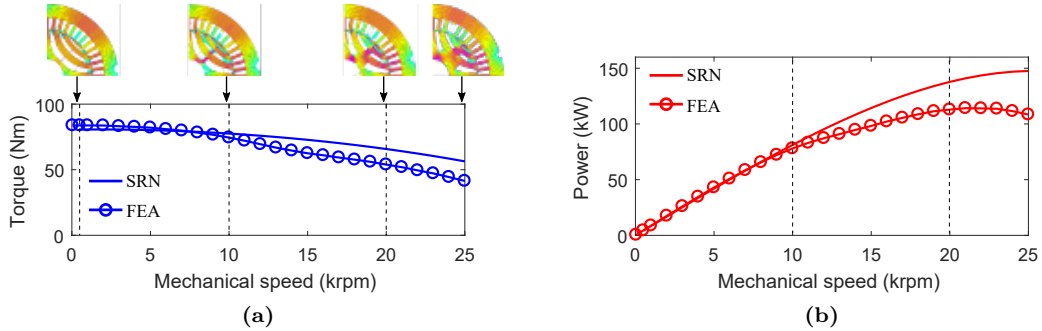 100
50
0
Torque (Nm)
SRN
FEA
0 5 10 15 20 25
Mechanical speed (krpm)
(a)
150
100
50
0
Power (kW)
SRN
FEA
0 5 10 15 20 25
Mechanical speed (krpm)
(b)